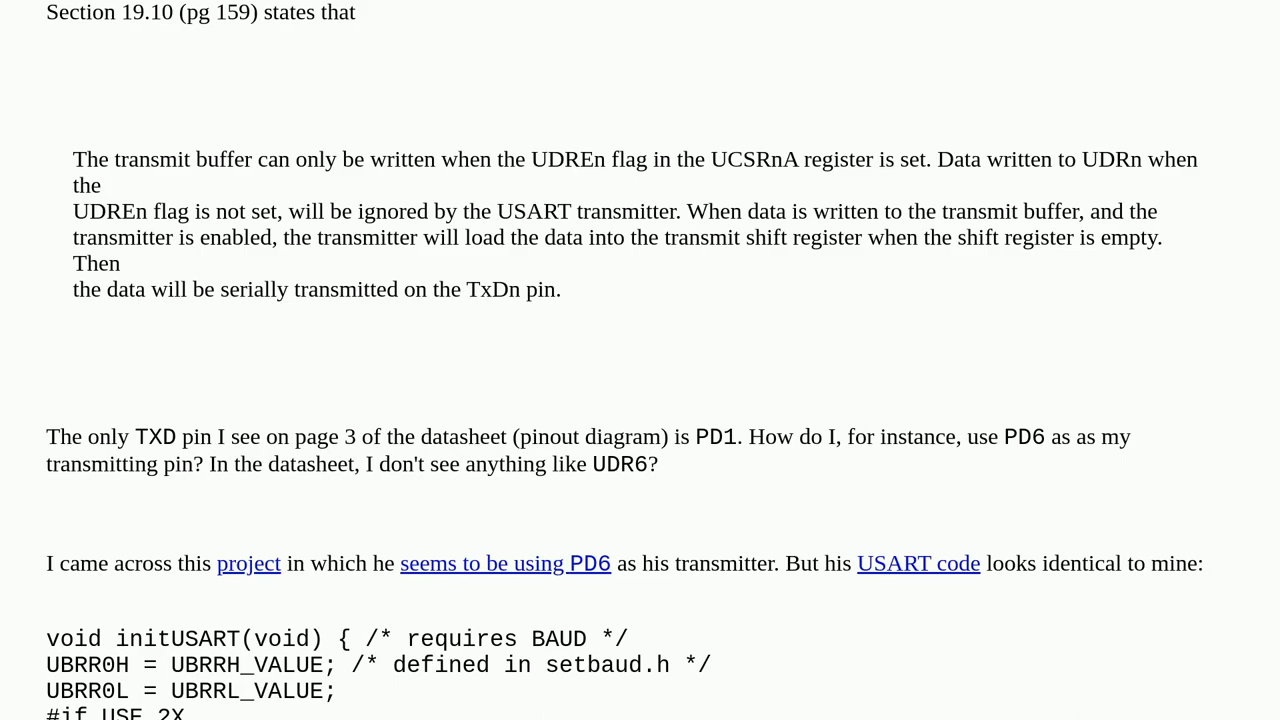 Section 19.10 (pg 159) states that
The transmit buffer can only be written when the UDREn flag in the UCSRnA register is set. Data written to UDRn when
the
UDREn flag is not set, will be ignored by the USART transmitter. When data is written to the transmit buffer, and the
transmitter is enabled, the transmitter will load the data into the transmit shift register when the shift register is empty.
Then
the data will be serially transmitted on the TxDn pin.
The only TXD pin I see on page 3 of the datasheet (pinout diagram) is PD1. How do I, for instance, use PD6 as as my
transmitting pin? In the datasheet, I don't see anything like UDR6?
I came across this project in which he seems to be using PD6 as his transmitter. But his USART code looks identical to mine:
void initUSART(void) { /* requires BAUD */
UBRR0H = UBRRH_VALUE; /* defined in setbaud.h */
UBRR0L = UBRRL_VALUE;
#if USE_2X